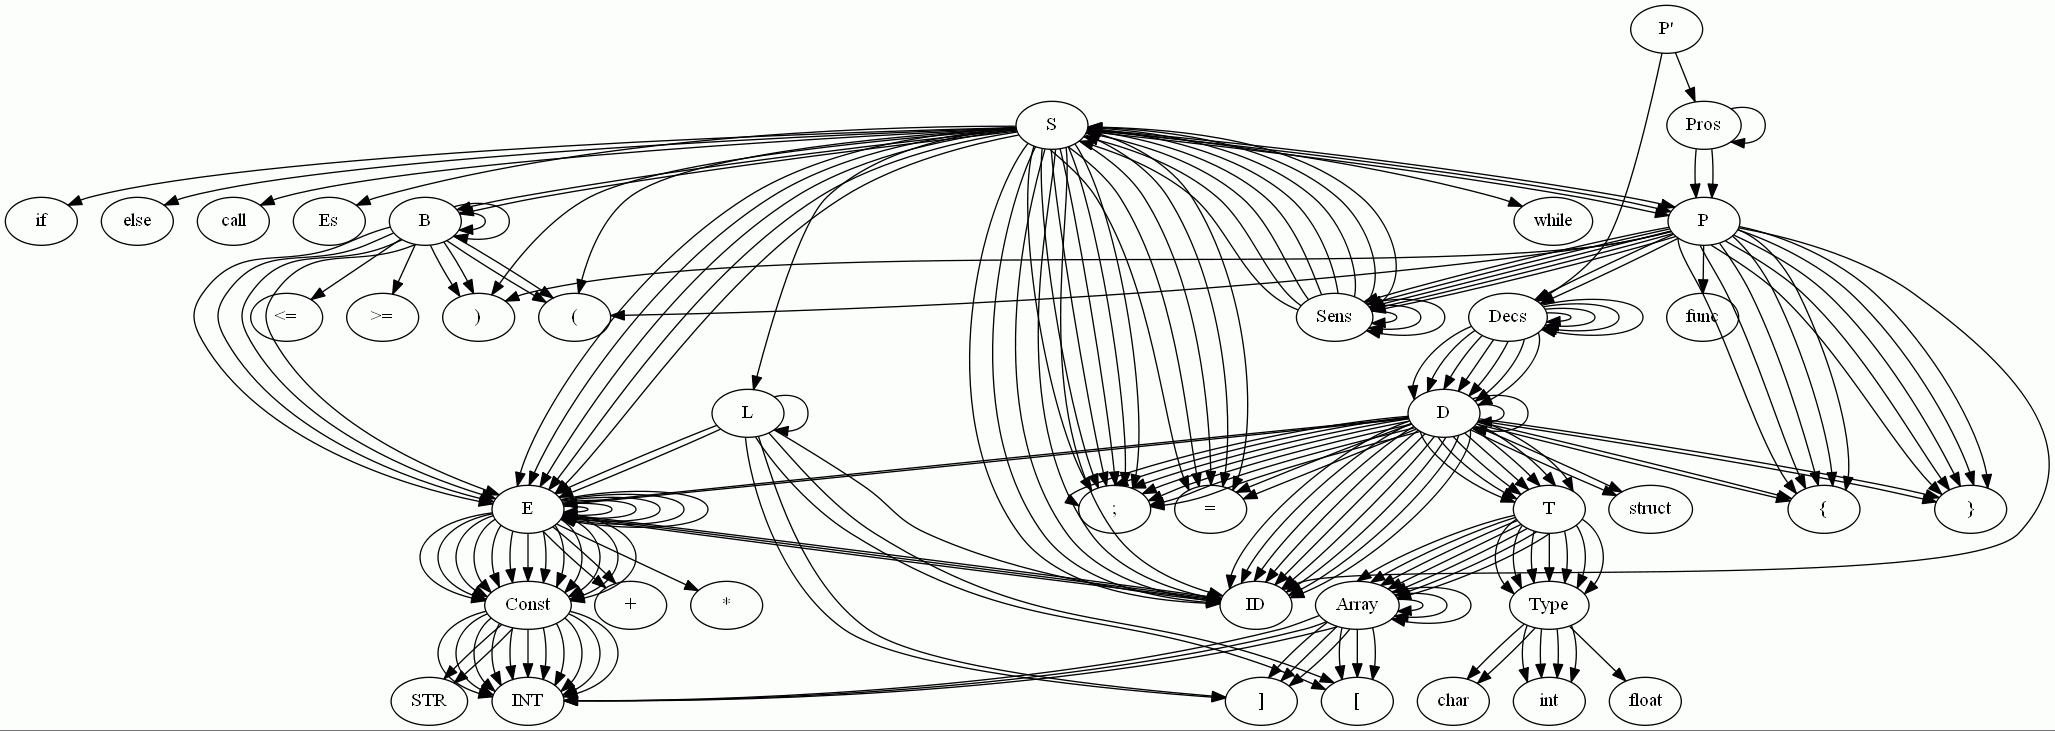 P'
S
Pros
if
else
call
Es
B
while
P
<=
>=
)
(
Sens
Decs
func
L
D
E
;
=
T
struct
{
}
Const
+
*
ID
Array
Type
STR
INT
]
[
char
int
float